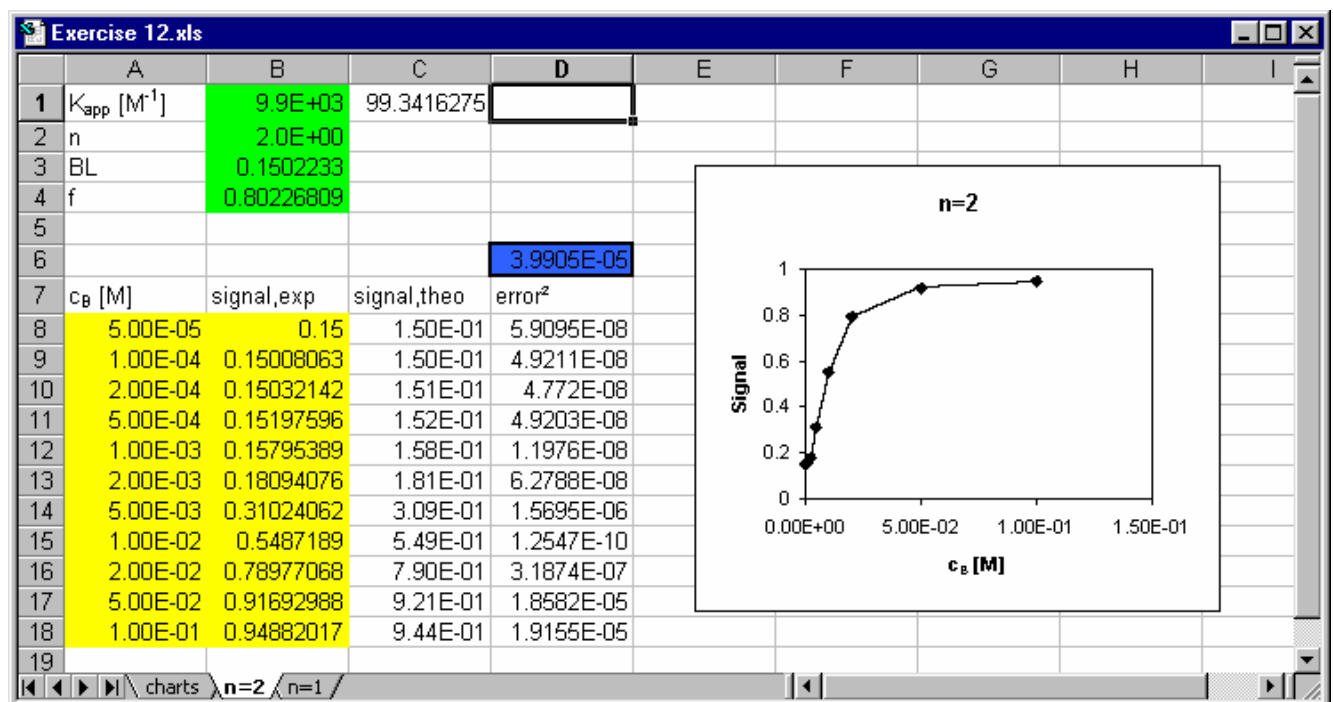 Exercise 12.xls
A B C D E F G H I
1 Kapp [M⁻¹] 9.9E+03 99.3416275
2 n 2.0E+00
3 BL 0.1502233
4 f 0.80226809
5
6 3.9905E-05
7 cB [M] signal,exp signal,theo error²
8 5.00E-05 0.15 1.50E-01 5.9095E-08
9 1.00E-04 0.15008063 1.50E-01 4.9211E-08
10 2.00E-04 0.15032142 1.51E-01 4.772E-08
11 5.00E-04 0.15197596 1.52E-01 4.9203E-08
12 1.00E-03 0.15795389 1.58E-01 1.1976E-08
13 2.00E-03 0.18094076 1.81E-01 6.2788E-08
14 5.00E-03 0.31024062 3.09E-01 1.5695E-06
15 1.00E-02 0.5487189 5.49E-01 1.2547E-10
16 2.00E-02 0.78977068 7.90E-01 3.1874E-07
17 5.00E-02 0.91692988 9.21E-01 1.8582E-05
18 1.00E-01 0.94882017 9.44E-01 1.9155E-05
19
n=2
1
0.8
0.6
0.4
0.2
0
Signal
0.00E+00 5.00E-02 1.00E-01 1.50E-01
cB [M]
charts n=2 n=1